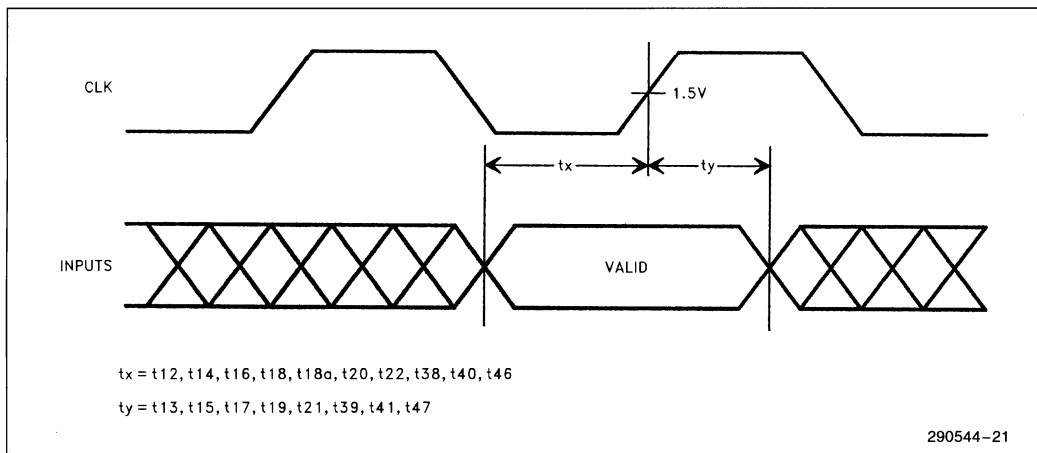 CLK
1.5V
tx
ty
INPUTS
VALID
tx = t12, t14, t16, t18, t18a, t20, t22, t38, t40, t46
ty = t13, t15, t17, t19, t21, t39, t41, t47
290544–21